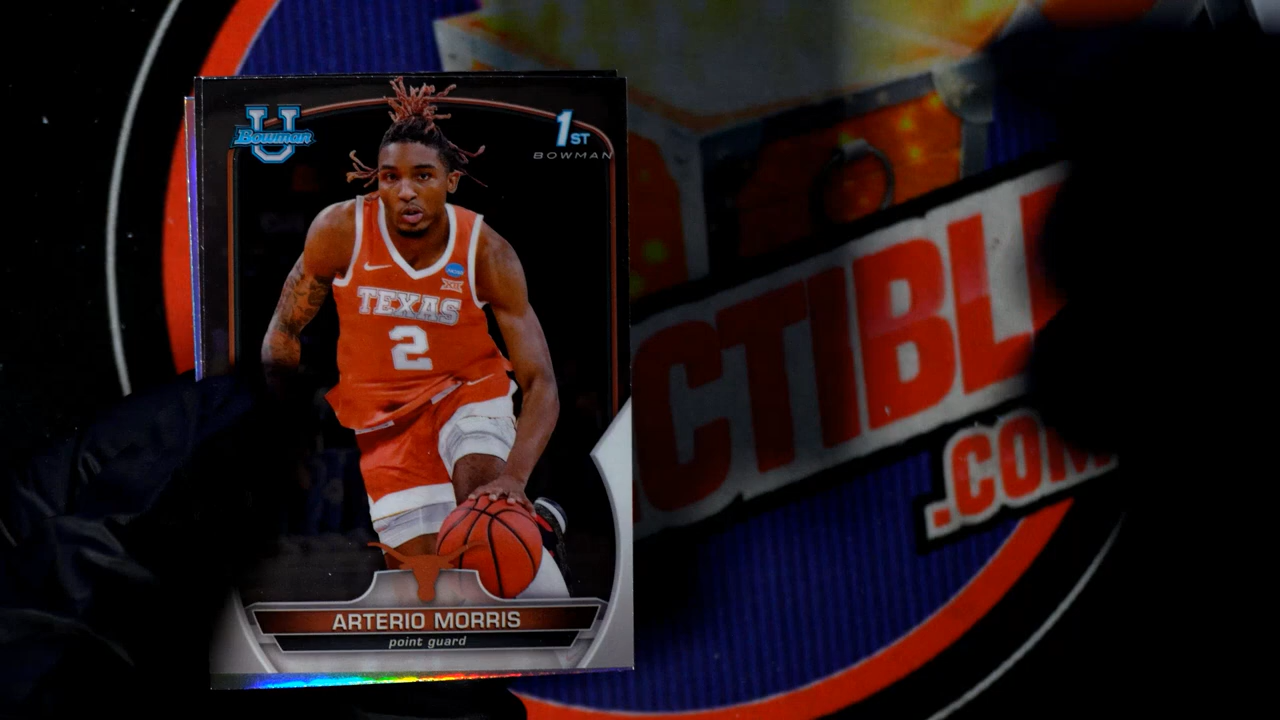 U
Bowman
1ST
BOWMAN
TEXAS
2
ARTERIO MORRIS
point guard
CTIBL
.COM